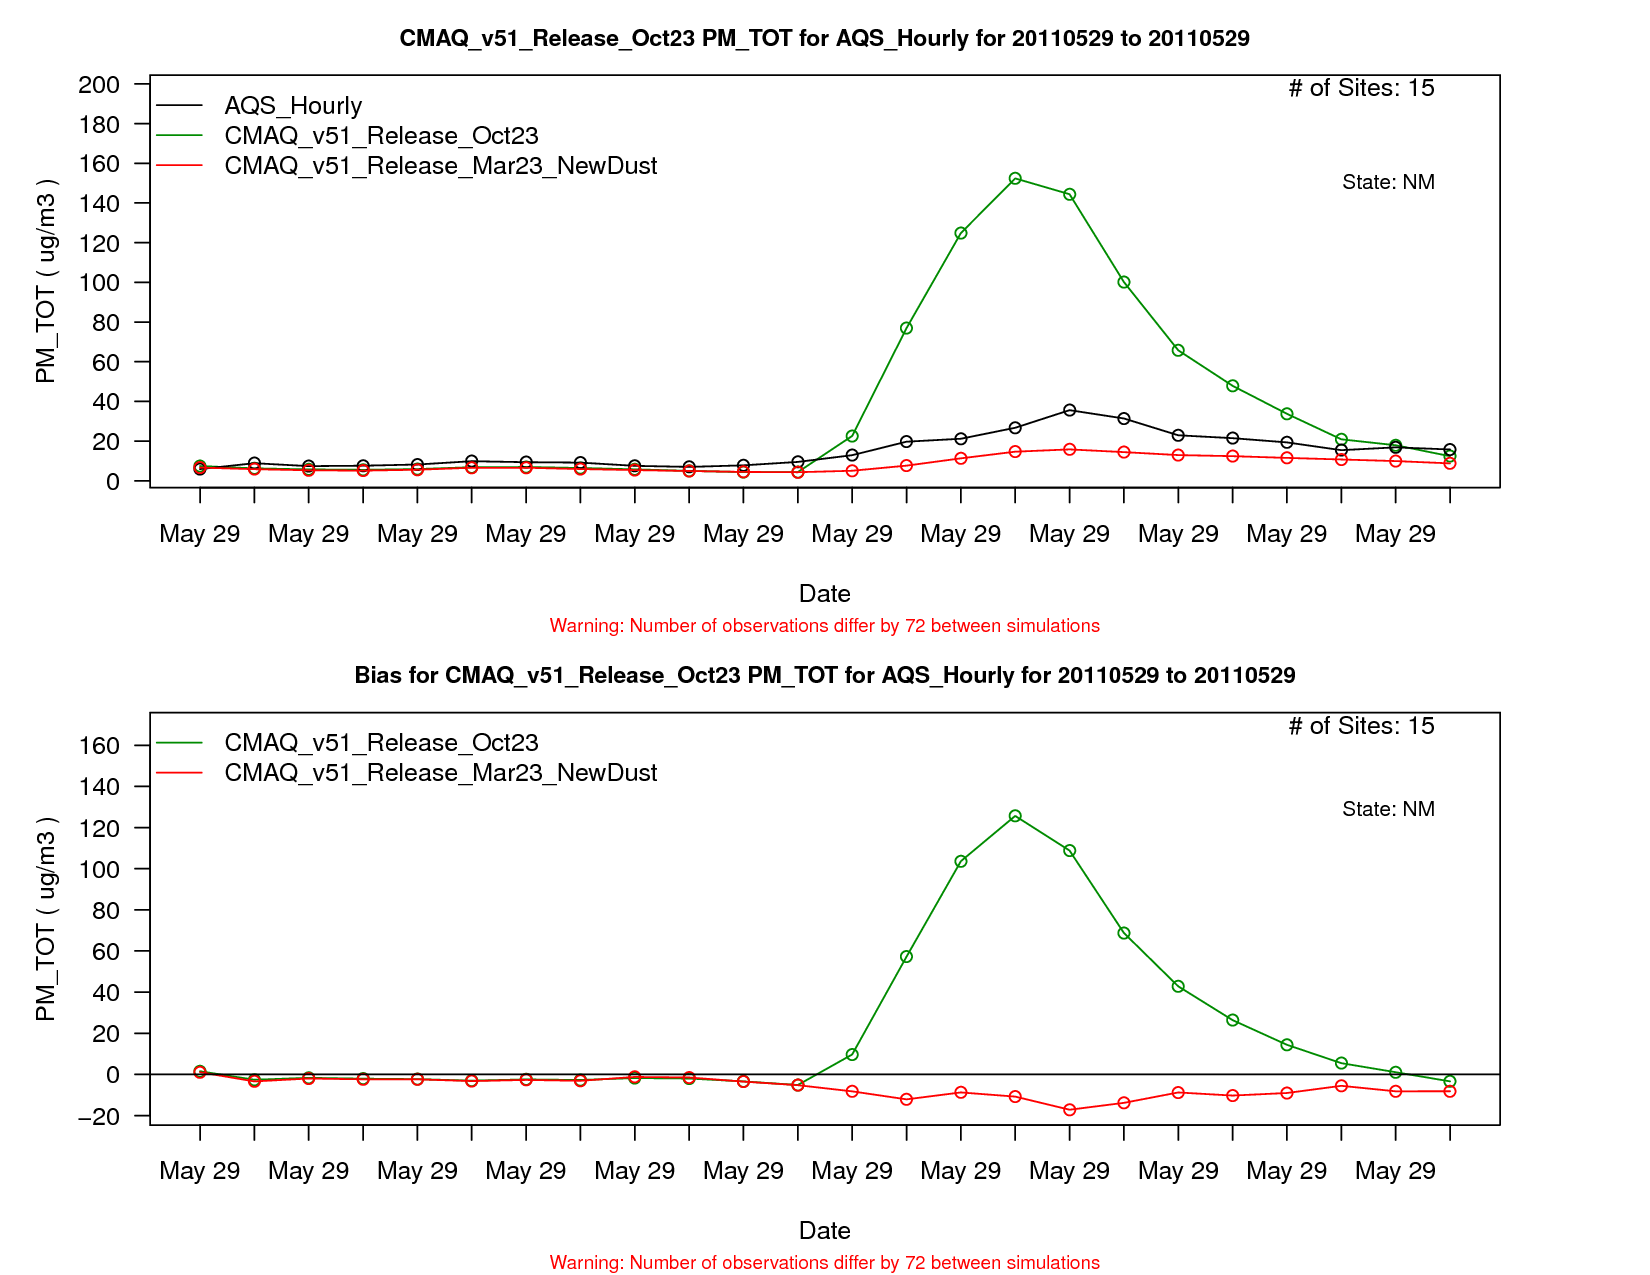 CMAQ_v51_Release_Oct23 PM_TOT for AQS_Hourly for 20110529 to 20110529
# of Sites: 15
State: NM
AQS_Hourly
CMAQ_v51_Release_Oct23
CMAQ_v51_Release_Mar23_NewDust
PM_TOT ( ug/m3 )
200
180
160
140
120
100
80
60
40
20
0
May 29 May 29 May 29 May 29 May 29 May 29 May 29 May 29 May 29 May 29 May 29 May 29
Date
Warning: Number of observations differ by 72 between simulations
Bias for CMAQ_v51_Release_Oct23 PM_TOT for AQS_Hourly for 20110529 to 20110529
# of Sites: 15
State: NM
CMAQ_v51_Release_Oct23
CMAQ_v51_Release_Mar23_NewDust
PM_TOT ( ug/m3 )
160
140
120
100
80
60
40
20
0
−20
May 29 May 29 May 29 May 29 May 29 May 29 May 29 May 29 May 29 May 29 May 29 May 29
Date
Warning: Number of observations differ by 72 between simulations